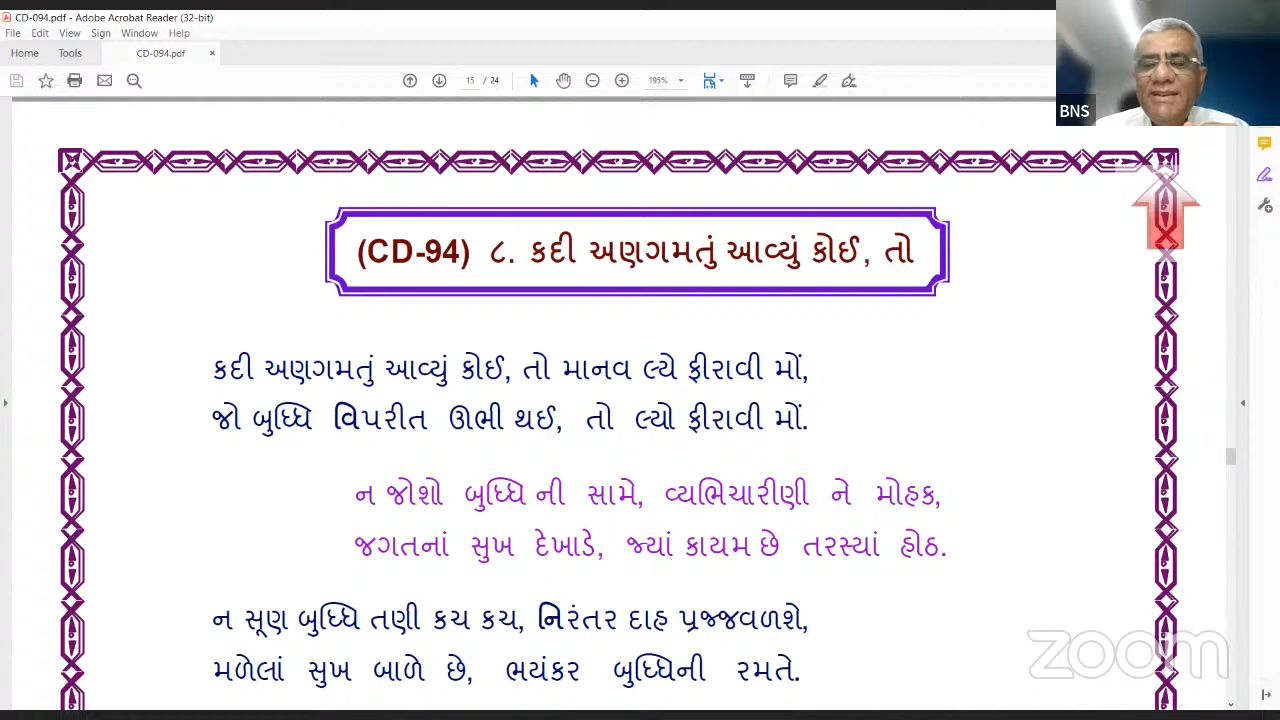 CD-094.pdf - Adobe Acrobat Reader (32-bit)
File Edit View Sign Window Help
Home Tools CD-094.pdf ×
15 / 24 195%
BNS
(CD-94) ૮. કદી અણગમતું આવ્યું કોઈ, તો
કદી અણગમતું આવ્યું કોઈ, તો માનવ લ્યે ફીરાવી મોં,
જો બુધ્ધિ વિપરીત ઊભી થઈ, તો લ્યો ફીરાવી મોં.
ન જોશો બુધ્ધિ ની સામે, વ્યભિચારીણી ને મોહક,
જગતનાં સુખ દેખાડે, જ્યાં કાયમ છે તરસ્યાં હોઠ.
ન સૂણ બુધ્ધિ તણી કચ કચ, નિરંતર દાહ પ્રજ્જવળશે,
મળેલાં સુખ બાળે છે, ભયંકર બુધ્ધિની રમતે.
zoom